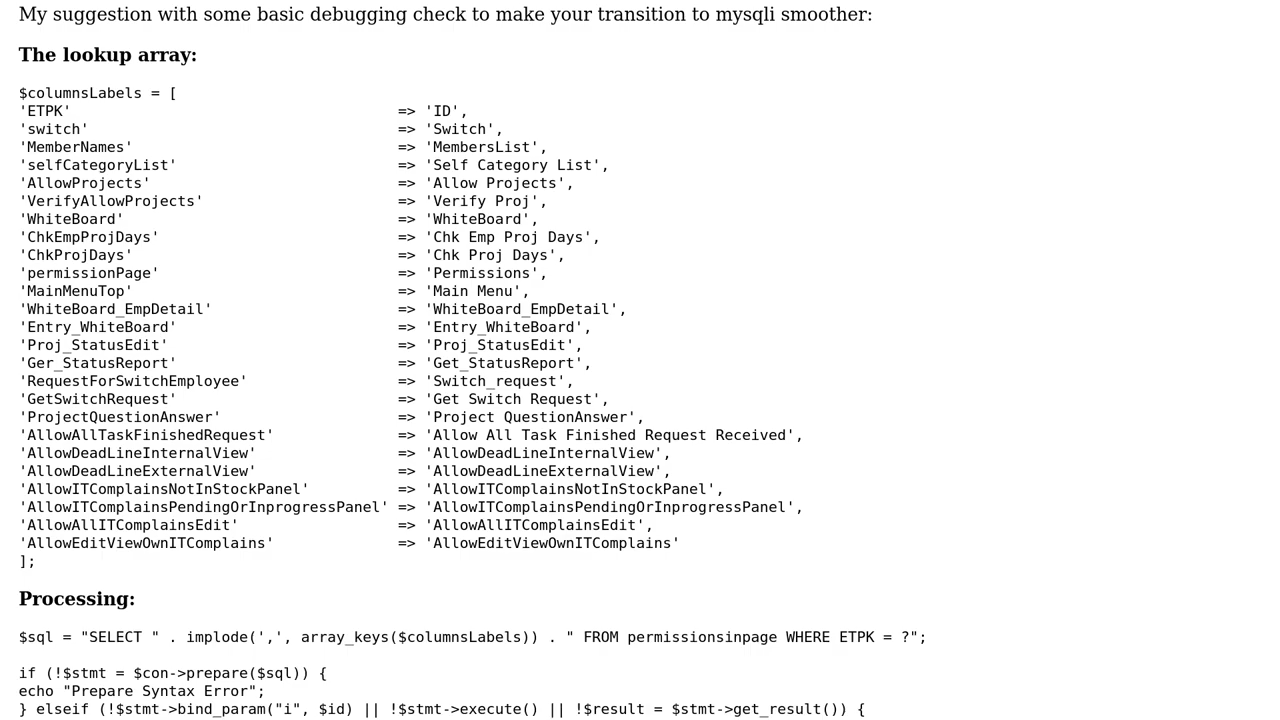 My suggestion with some basic debugging check to make your transition to mysqli smoother:
The lookup array:
$columnsLabels = [
'ETPK' => 'ID',
'switch' => 'Switch',
'MemberNames' => 'MembersList',
'selfCategoryList' => 'Self Category List',
'AllowProjects' => 'Allow Projects',
'VerifyAllowProjects' => 'Verify Proj',
'WhiteBoard' => 'WhiteBoard',
'ChkEmpProjDays' => 'Chk Emp Proj Days',
'ChkProjDays' => 'Chk Proj Days',
'permissionPage' => 'Permissions',
'MainMenuTop' => 'Main Menu',
'WhiteBoard_EmpDetail' => 'WhiteBoard_EmpDetail',
'Entry_WhiteBoard' => 'Entry_WhiteBoard',
'Proj_StatusEdit' => 'Proj_StatusEdit',
'Ger_StatusReport' => 'Get_StatusReport',
'RequestForSwitchEmployee' => 'Switch_request',
'GetSwitchRequest' => 'Get Switch Request',
'ProjectQuestionAnswer' => 'Project QuestionAnswer',
'AllowAllTaskFinishedRequest' => 'Allow All Task Finished Request Received',
'AllowDeadLineInternalView' => 'AllowDeadLineInternalView',
'AllowDeadLineExternalView' => 'AllowDeadLineExternalView',
'AllowITComplainsNotInStockPanel' => 'AllowITComplainsNotInStockPanel',
'AllowITComplainsPendingOrInprogressPanel' => 'AllowITComplainsPendingOrInprogressPanel',
'AllowAllITComplainsEdit' => 'AllowAllITComplainsEdit',
'AllowEditViewOwnITComplains' => 'AllowEditViewOwnITComplains'
];
Processing:
$sql = "SELECT " . implode(',', array_keys($columnsLabels)) . " FROM permissionsinpage WHERE ETPK = ?";
if (!$stmt = $con->prepare($sql)) {
echo "Prepare Syntax Error";
} elseif (!$stmt->bind_param("i", $id) || !$stmt->execute() || !$result = $stmt->get_result()) {